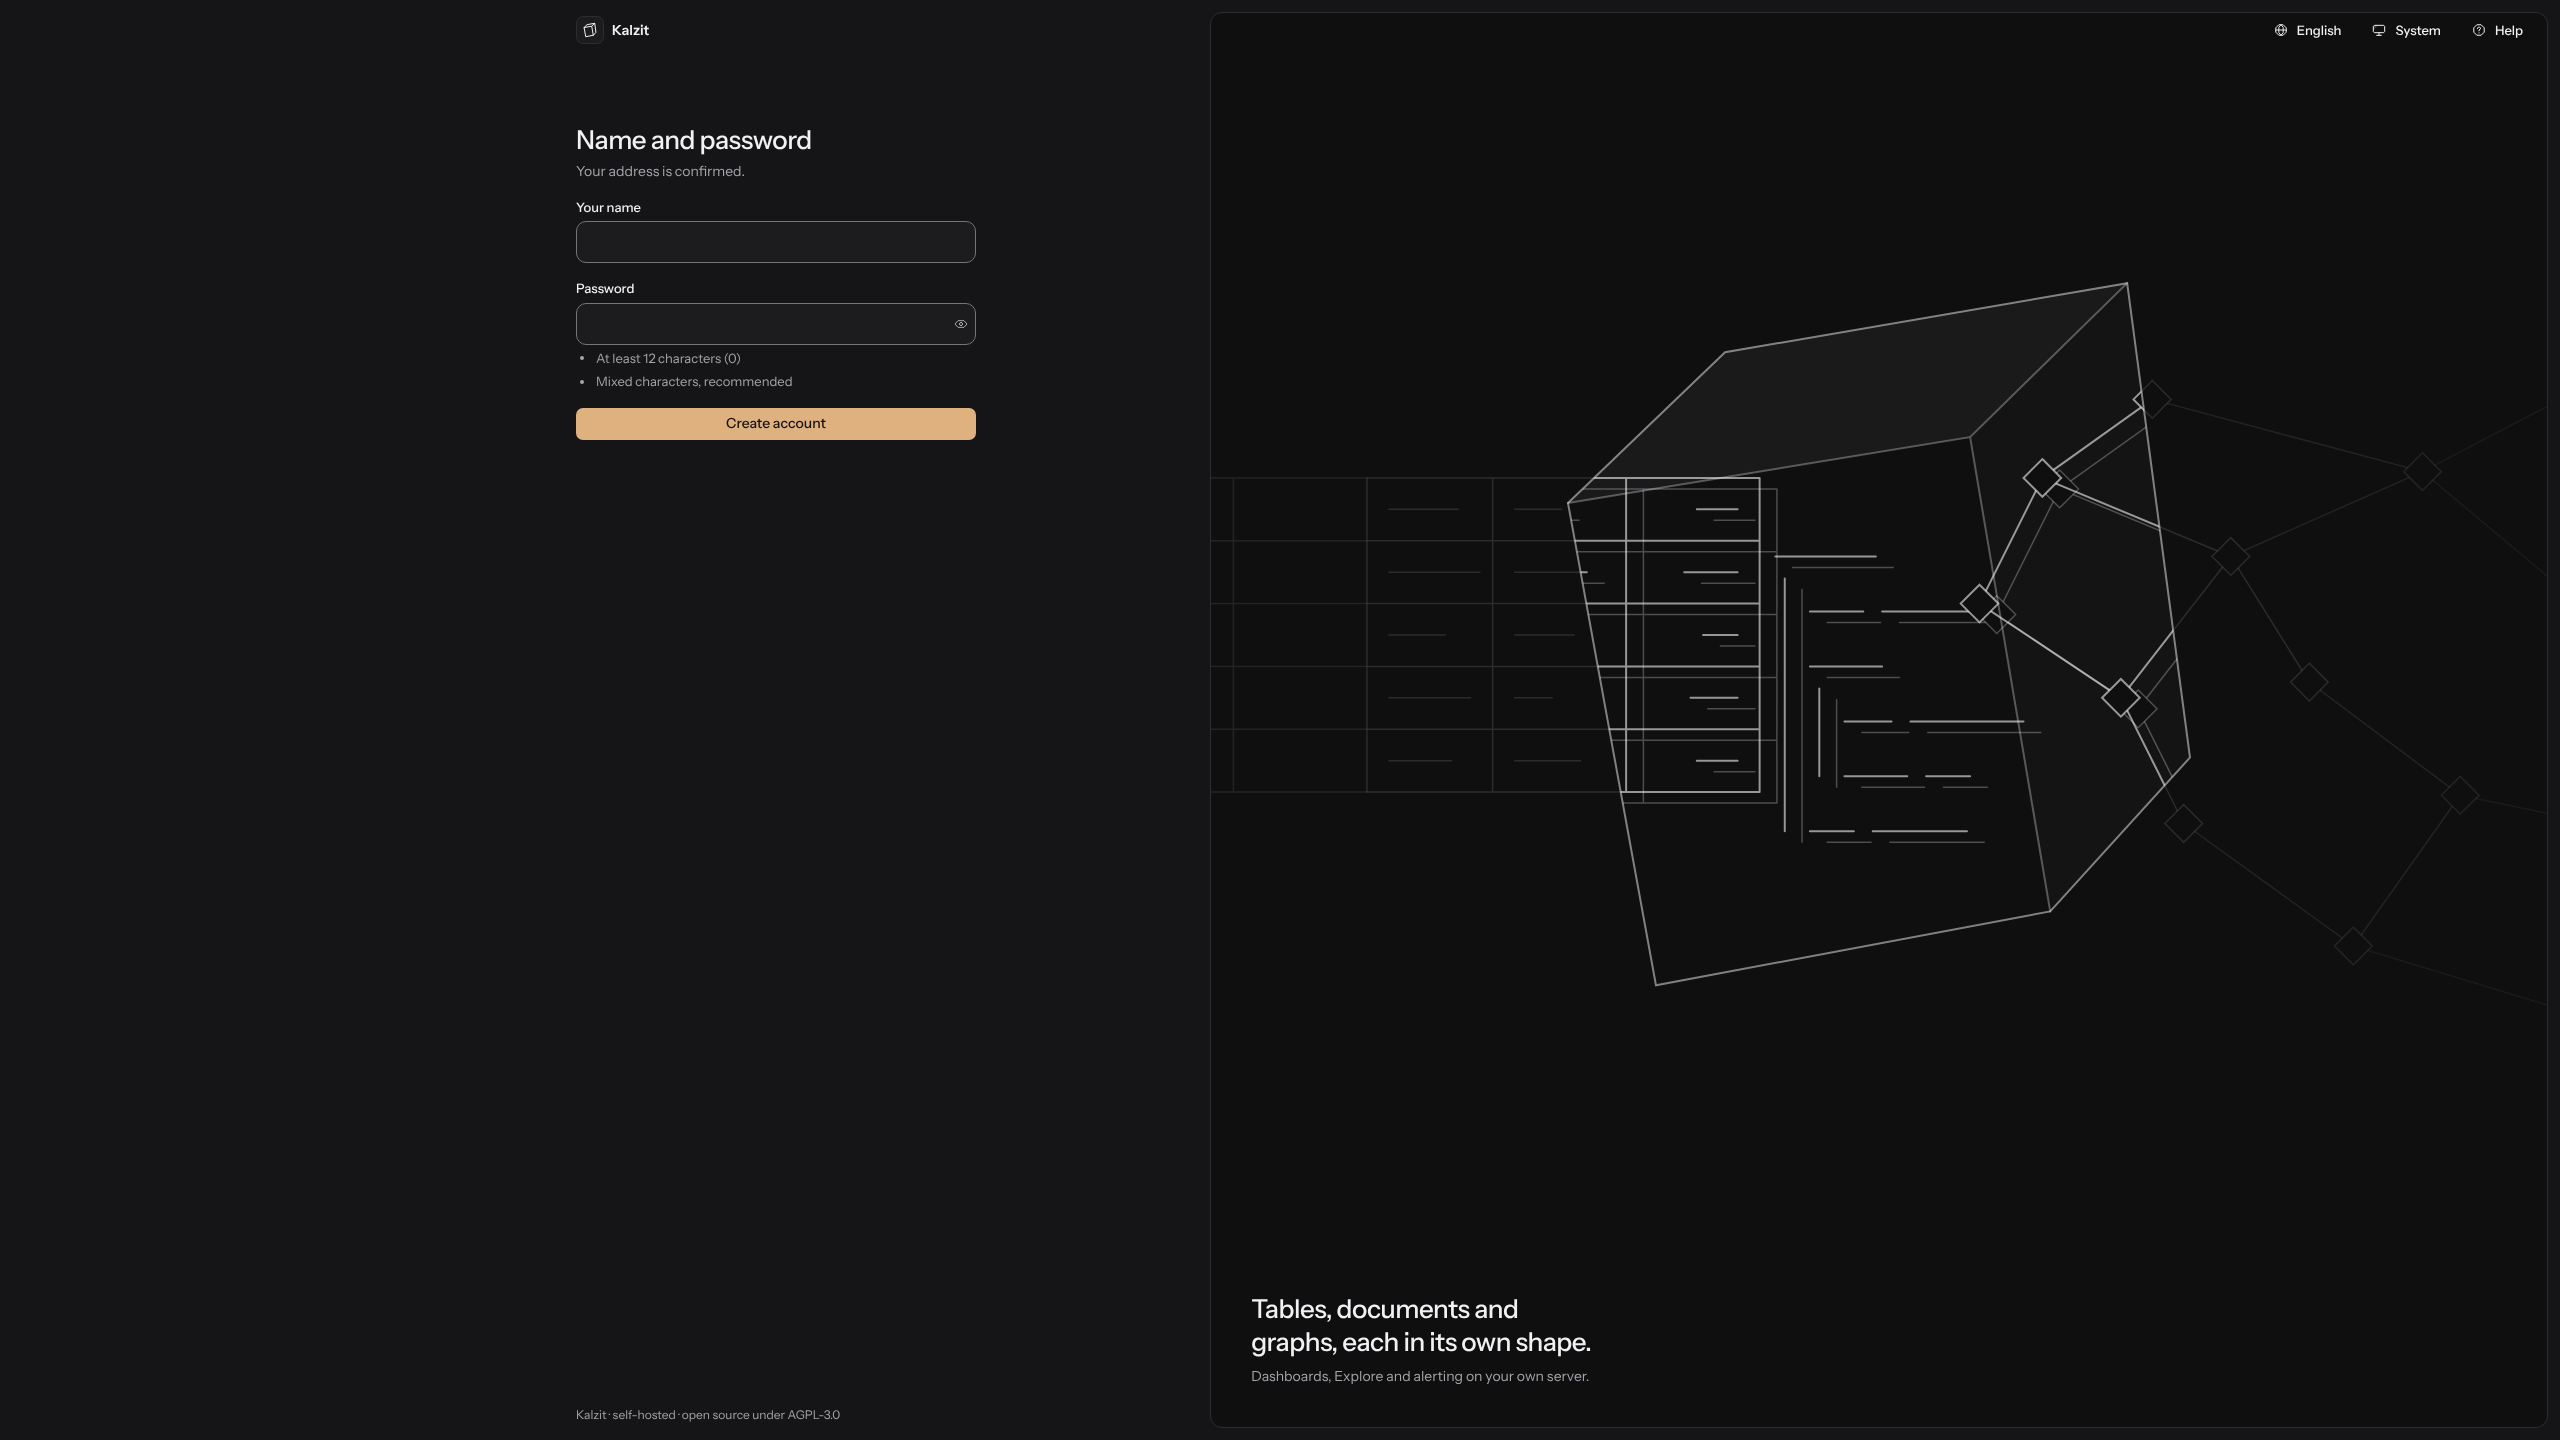 Kalzit
English
System
Help
Name and password
Your address is confirmed.
Your name
Password
At least 12 characters (0)
Mixed characters, recommended
Create account
Tables, documents and
graphs, each in its own shape.
Dashboards, Explore and alerting on your own server.
Kalzit · self-hosted · open source under AGPL-3.0